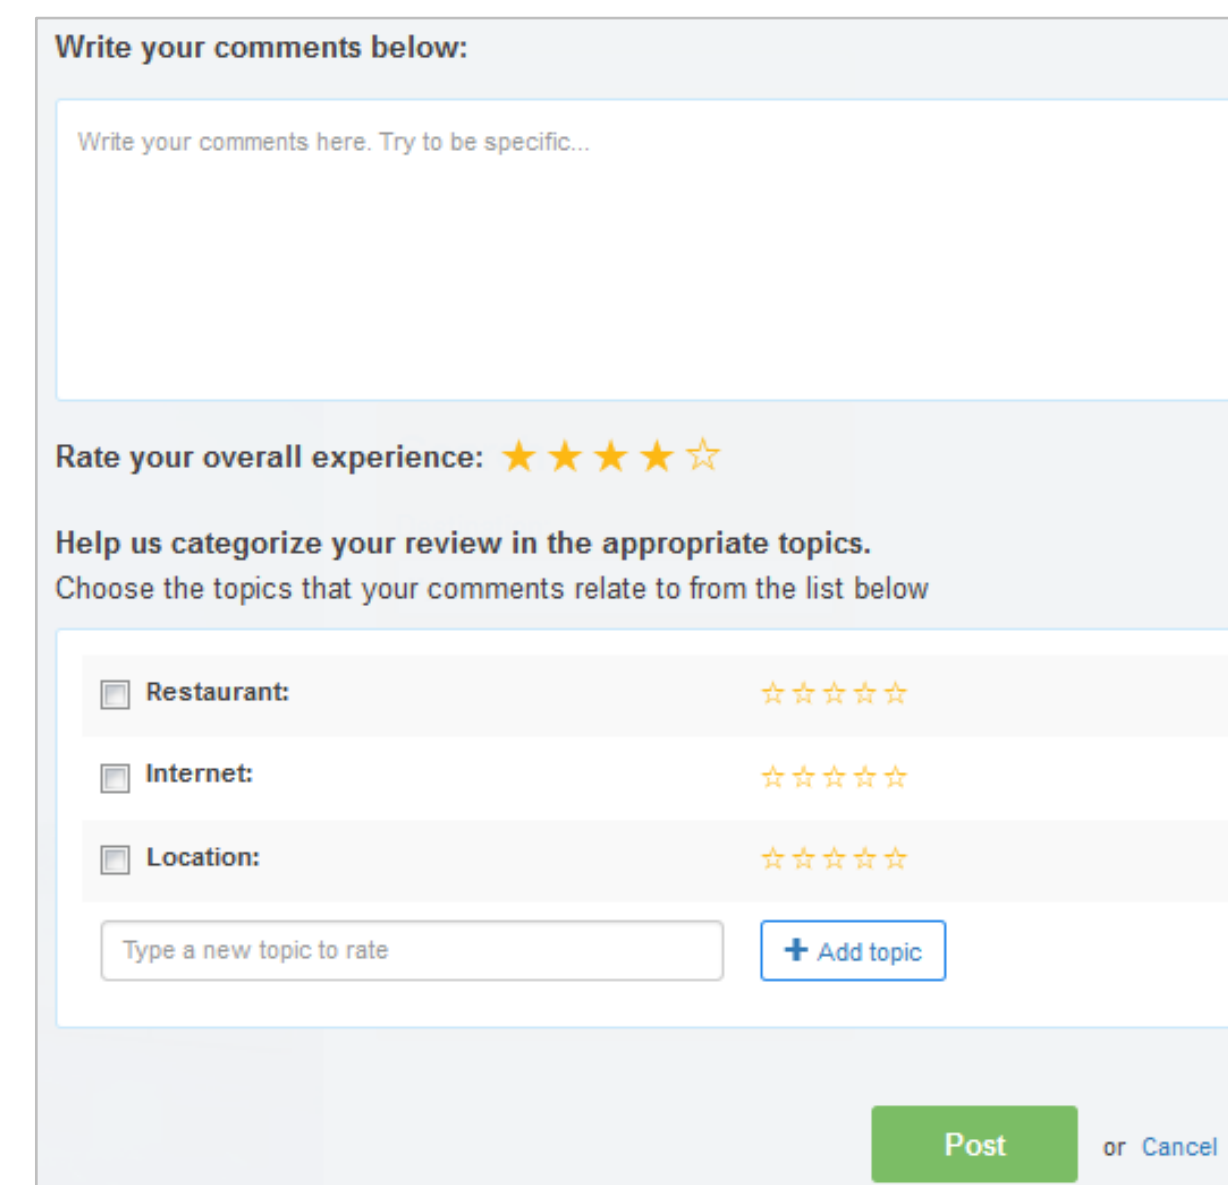 Write your comments below:
Write your comments here. Try to be specific...
Rate your overall experience:
Help us categorize your review in the appropriate topics.
Choose the topics that your comments relate to from the list below
Restaurant:
Internet:
Location:
Type a new topic to rate
+ Add topic
Post or Cancel